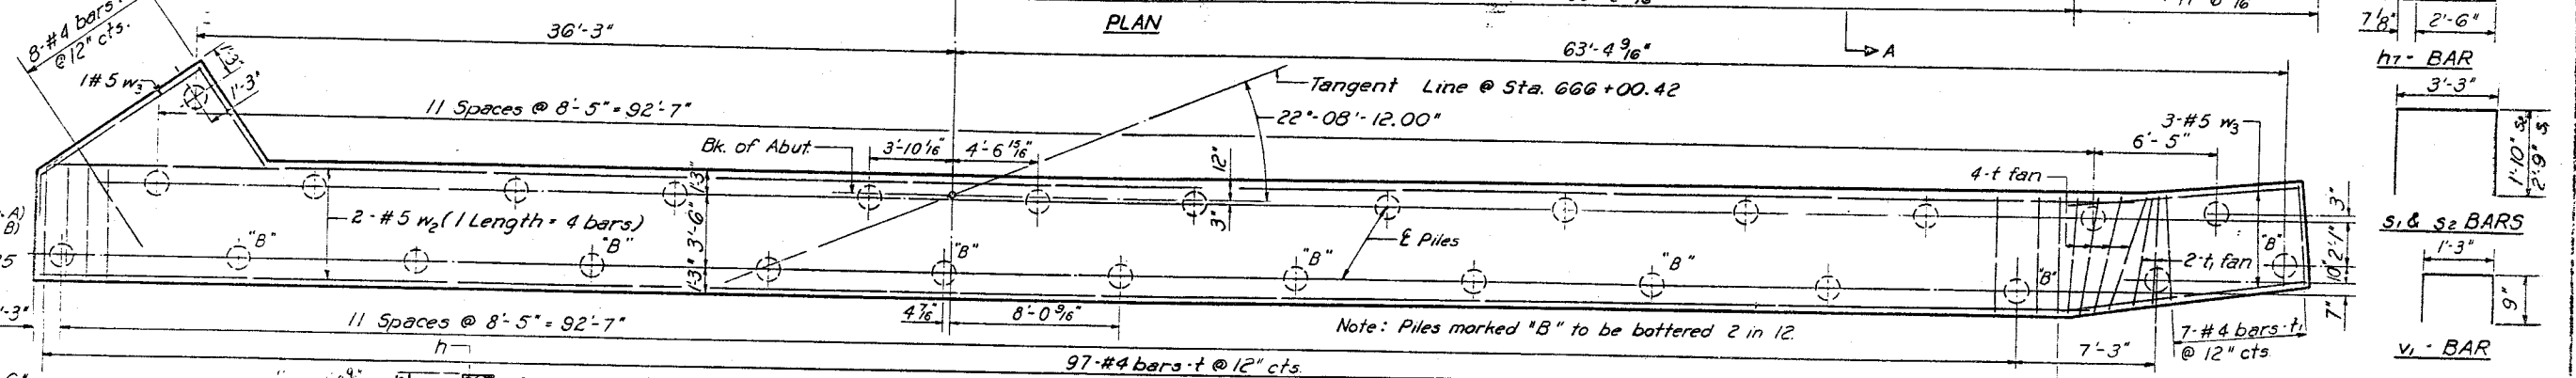 PLAN
7⅛" 2'-6"
h7 - BAR
8-#4 bars
@ 12" cts.
36'-3"
63'-4 9/16"
A
1'-3"
1'-3"
1#5 w3
Tangent Line @ Sta. 666+00.42
3'-3"
11 Spaces @ 8'-5" = 92'-7"
22°-08'-12.00"
3-#5 w3
6'-5"
1'-10" s2
2'-9" s1
Bk. of Abut.
3'-10 1/16"
4'-6 15/16"
12"
4-t fan
1'-3"
2-#5 w2 (1 Length = 4 bars)
3'-6"
3"
3"
s1 & s2 BARS
"B" "B" "B" "B" "B" "B" "B"
₵ Piles
2-t1 fan
2'-1"
10"
1'-3"
1'-3"
9"
4 7/16"
8'-0 9/16"
11 Spaces @ 8'-5" = 92'-7"
Note: Piles marked "B" to be battered 2 in 12.
7"
7-#4 bars-t1
@ 12" cts.
7'-3"
h
97-#4 bars-t @ 12" cts.
v1 - BAR